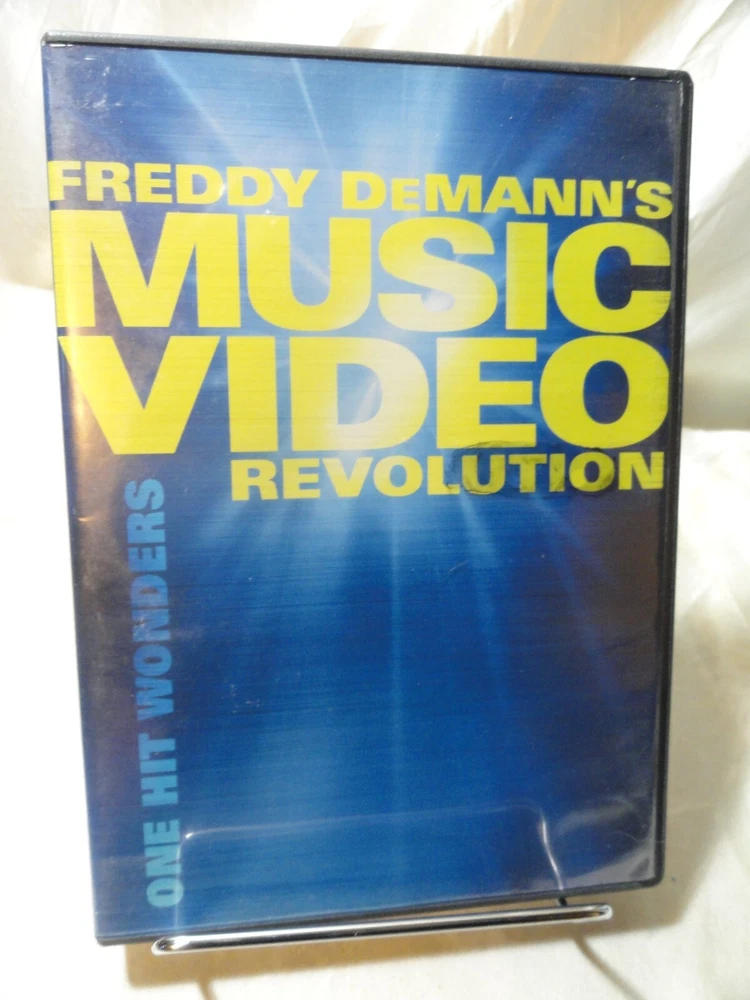 FREDDY DEMANN'S
MUSIC
VIDEO
REVOLUTION
ONE HIT WONDERS